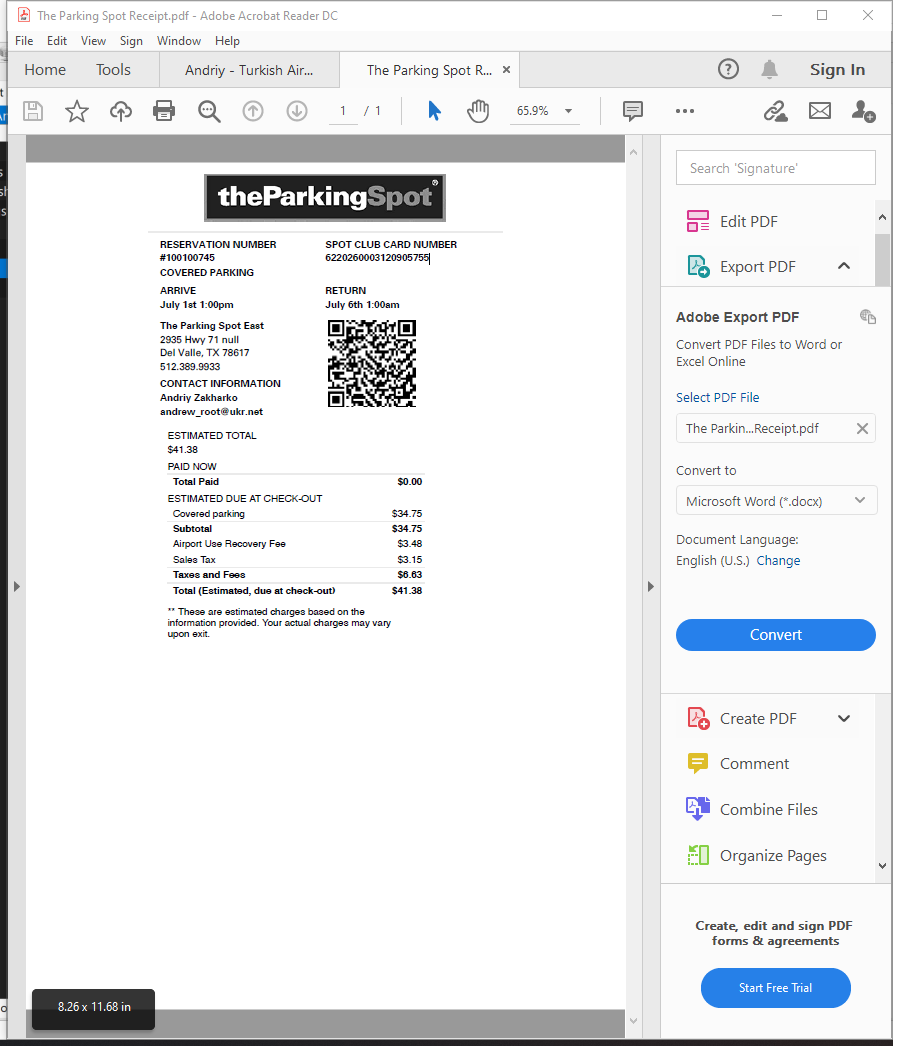 The Parking Spot Receipt.pdf - Adobe Acrobat Reader DC
File Edit View Sign Window Help
Home Tools Andriy - Turkish Air... The Parking Spot R... × Sign In
1 / 1 65.9%
theParkingSpot®
RESERVATION NUMBER SPOT CLUB CARD NUMBER
#100100745 6220260003120905755
COVERED PARKING
ARRIVE RETURN
July 1st 1:00pm July 6th 1:00am
The Parking Spot East
2935 Hwy 71 null
Del Valle, TX 78617
512.389.9933
CONTACT INFORMATION
Andriy Zakharko
andrew_root@ukr.net
ESTIMATED TOTAL
$41.38
PAID NOW
Total Paid $0.00
ESTIMATED DUE AT CHECK-OUT
Covered parking $34.75
Subtotal $34.75
Airport Use Recovery Fee $3.48
Sales Tax $3.15
Taxes and Fees $6.63
Total (Estimated, due at check-out) $41.38
** These are estimated charges based on the
information provided. Your actual charges may vary
upon exit.
8.26 x 11.68 in
Search 'Signature'
Edit PDF
Export PDF
Adobe Export PDF
Convert PDF Files to Word or
Excel Online
Select PDF File
The Parkin...Receipt.pdf
Convert to
Microsoft Word (*.docx)
Document Language:
English (U.S.) Change
Convert
Create PDF
Comment
Combine Files
Organize Pages
Create, edit and sign PDF
forms & agreements
Start Free Trial